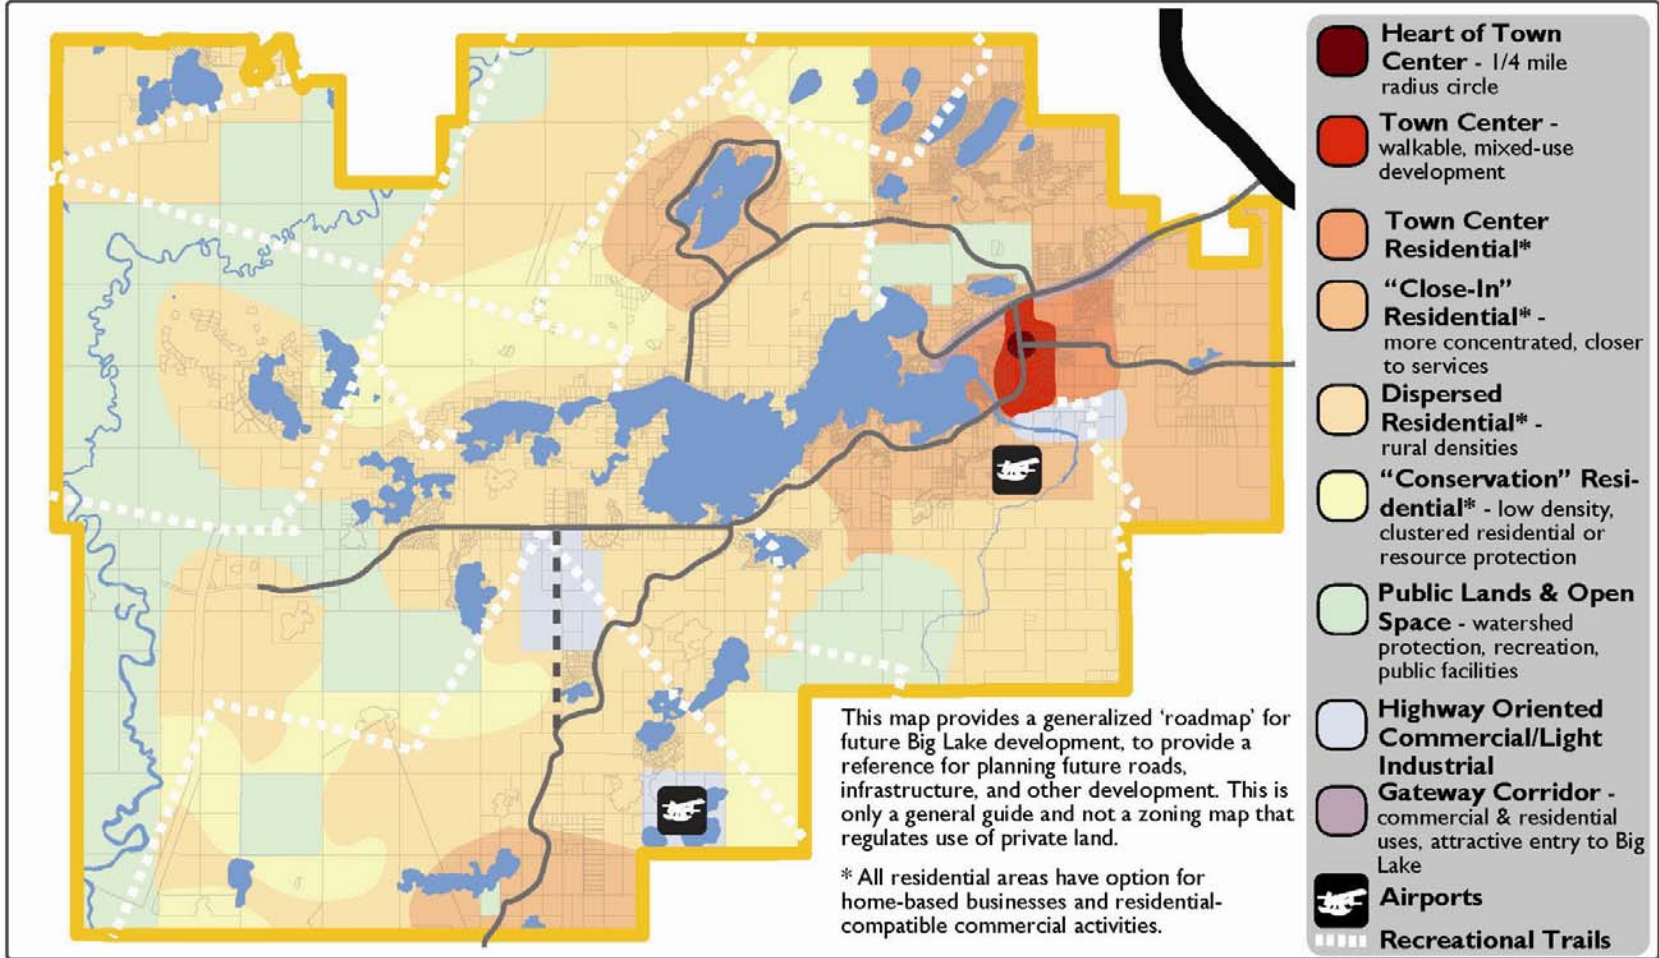 Heart of Town
Center - 1/4 mile
radius circle
Town Center -
walkable, mixed-use
development
Town Center
Residential*
“Close-In”
Residential* -
more concentrated, closer
to services
Dispersed
Residential* -
rural densities
“Conservation” Resi-
dential* - low density,
clustered residential or
resource protection
Public Lands & Open
Space - watershed
protection, recreation,
public facilities
Highway Oriented
Commercial/Light
Industrial
Gateway Corridor -
commercial & residential
uses, attractive entry to Big
Lake
Airports
Recreational Trails
This map provides a generalized ‘roadmap’ for
future Big Lake development, to provide a
reference for planning future roads,
infrastructure, and other development. This is
only a general guide and not a zoning map that
regulates use of private land.
* All residential areas have option for
home-based businesses and residential-
compatible commercial activities.